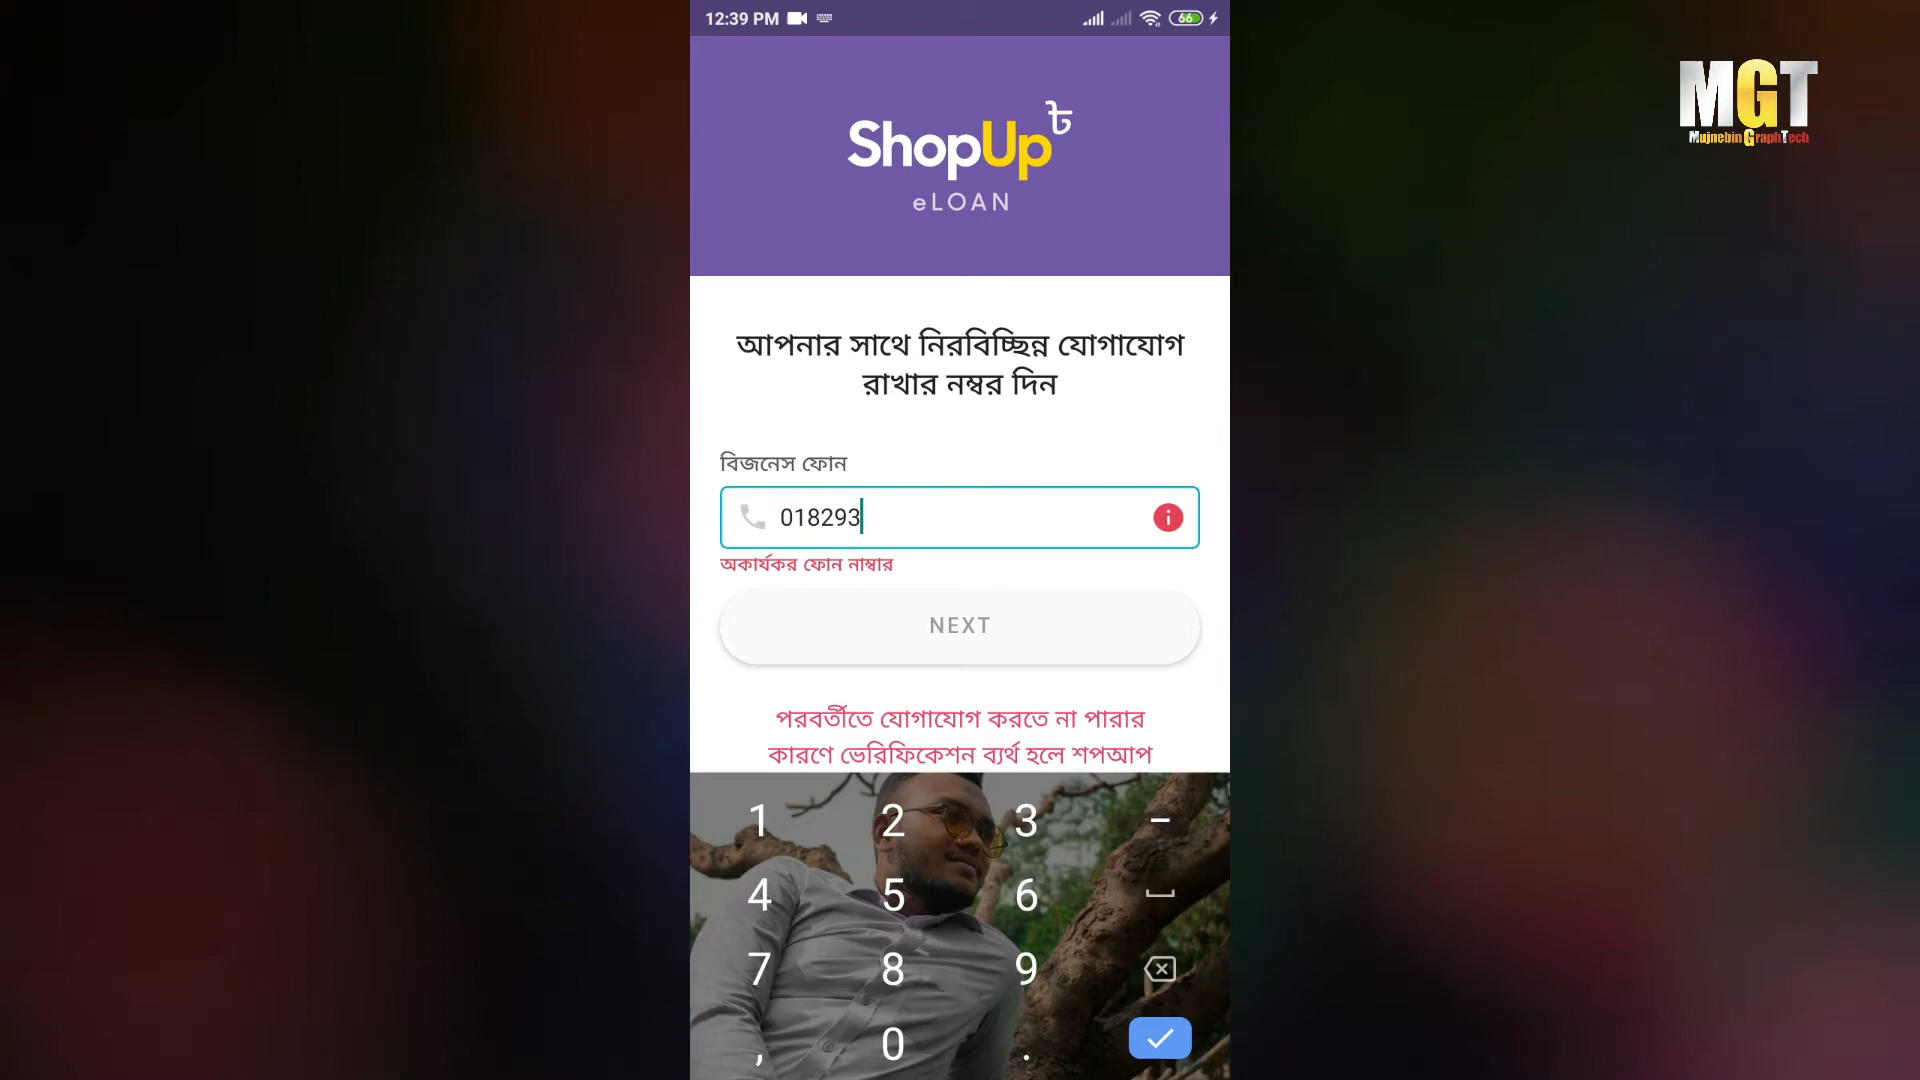 12:39 PM
66
MGT
Mujnebin GraphTech
ShopUp৳
eLOAN
আপনার সাথে নিরবিচ্ছিন্ন যোগাযোগ
রাখার নম্বর দিন
বিজনেস ফোন
018293
অকার্যকর ফোন নাম্বার
NEXT
পরবর্তীতে যোগাযোগ করতে না পারার
কারণে ভেরিফিকেশন ব্যর্থ হলে শপআপ
1 2 3 -
4 5 6
7 8 9
, 0 .